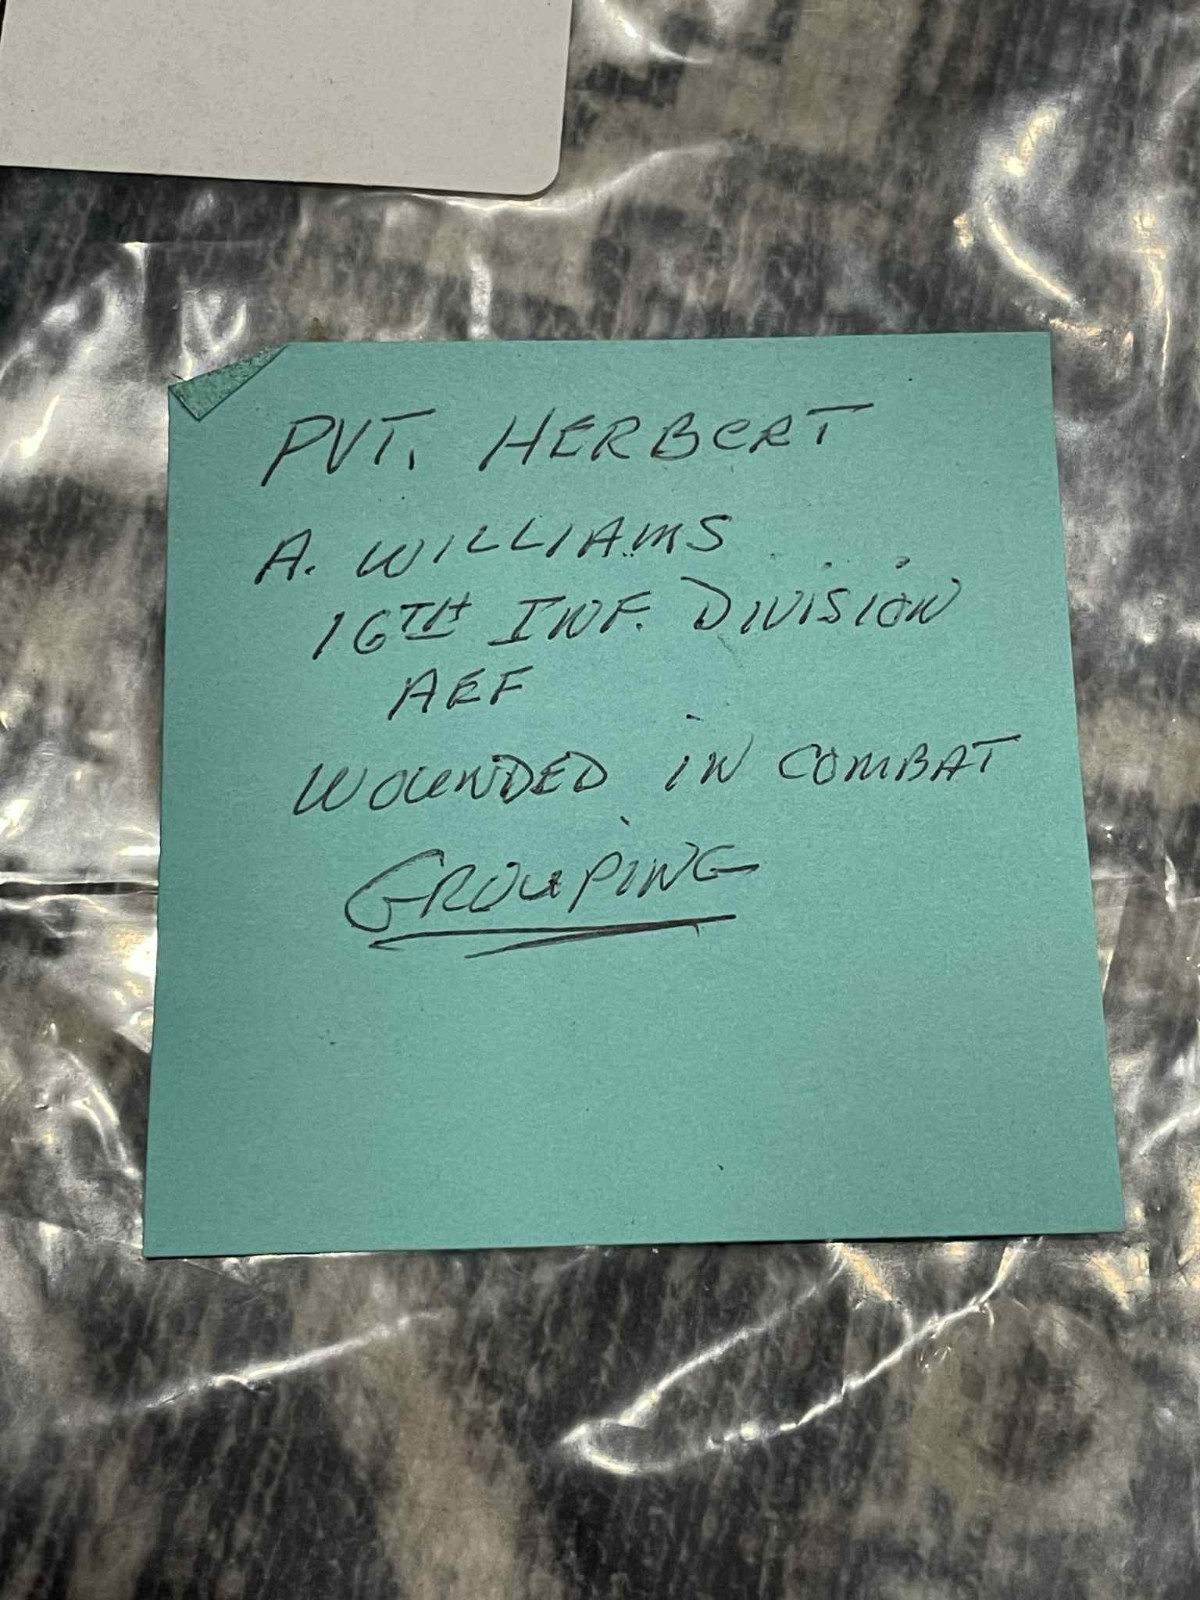 PVT. HERBERT
A. WILLIAMS
16TH INF. DIVISION
AEF
WOUNDED IN COMBAT
GROUPING